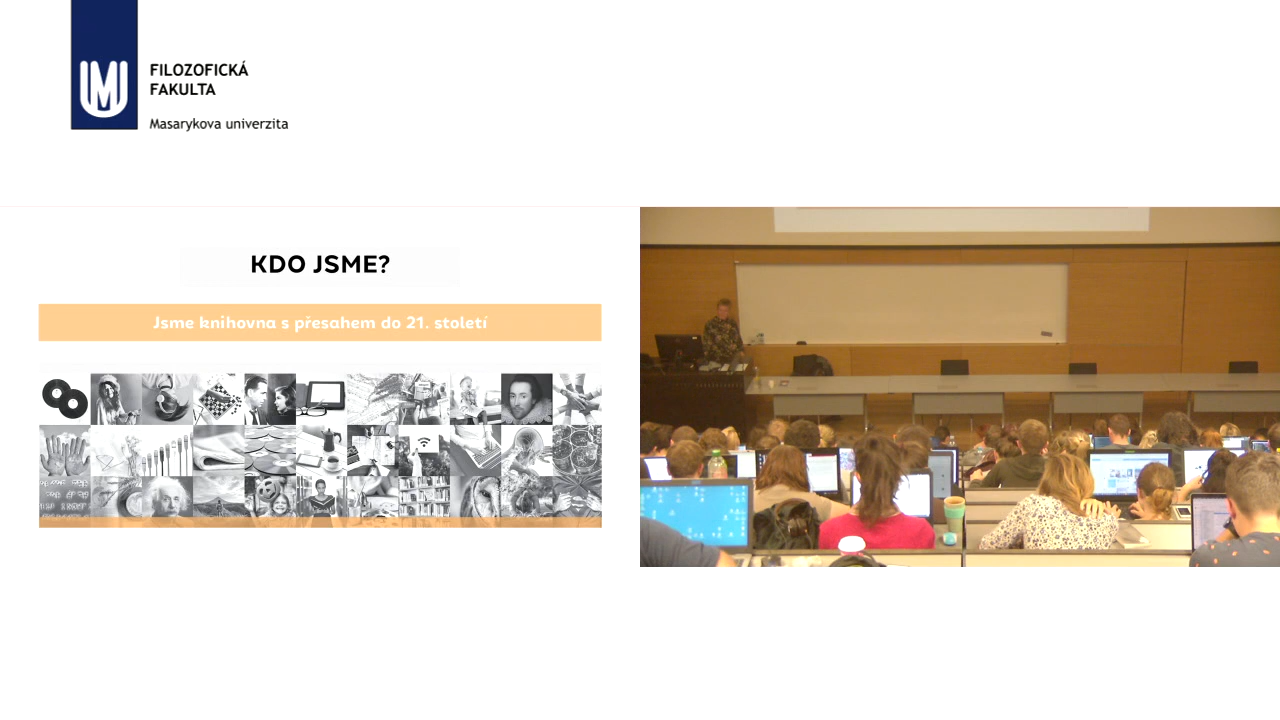 FILOZOFICKÁ
FAKULTA
Masarykova univerzita
KDO JSME?
Jsme knihovna s přesahem do 21. století